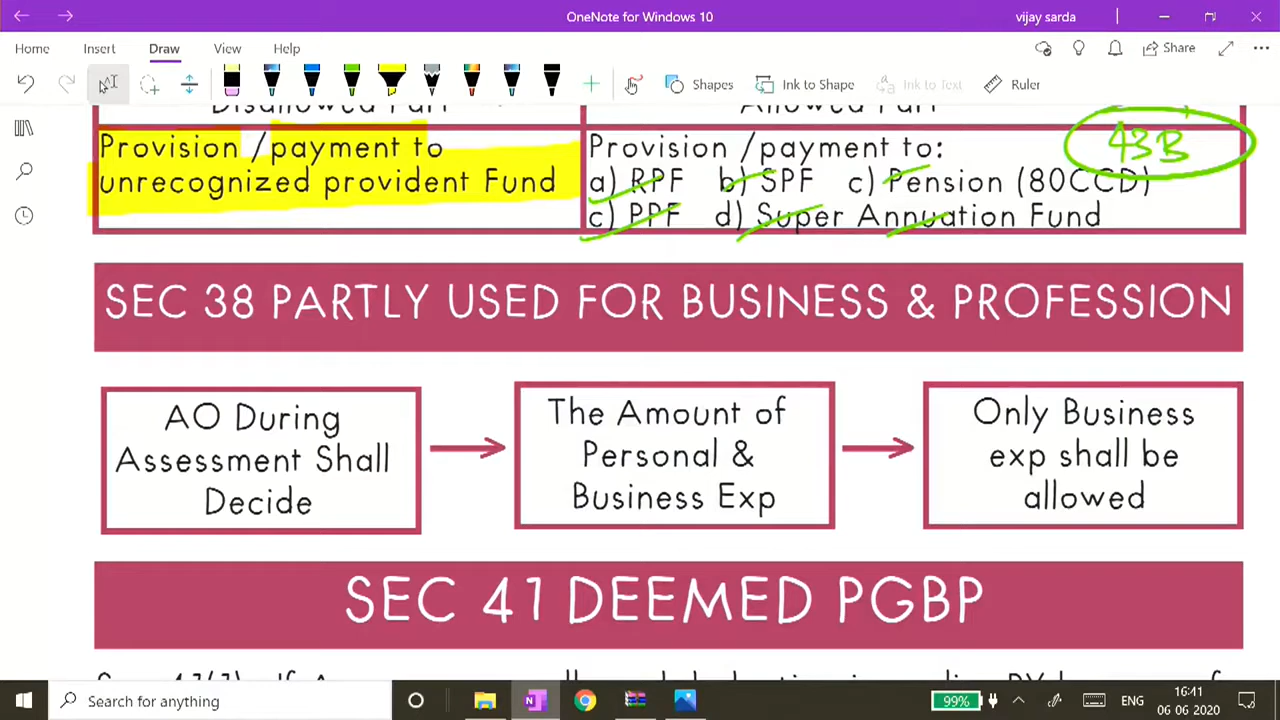 OneNote for Windows 10
vijay sarda
Home Insert Draw View Help
Share
Shapes Ink to Shape Ink to Text Ruler
Disallowed Part Allowed Part
Provision /payment to
unrecognized provident Fund
Provision /payment to:
a) RPF b) SPF c) Pension (80CCD)
c) PPF d) Super Annuation Fund
43B
SEC 38 PARTLY USED FOR BUSINESS & PROFESSION
AO During
Assessment Shall
Decide
The Amount of
Personal &
Business Exp
Only Business
exp shall be
allowed
SEC 41 DEEMED PGBP
Search for anything
99%
ENG
16:41
06-06-2020